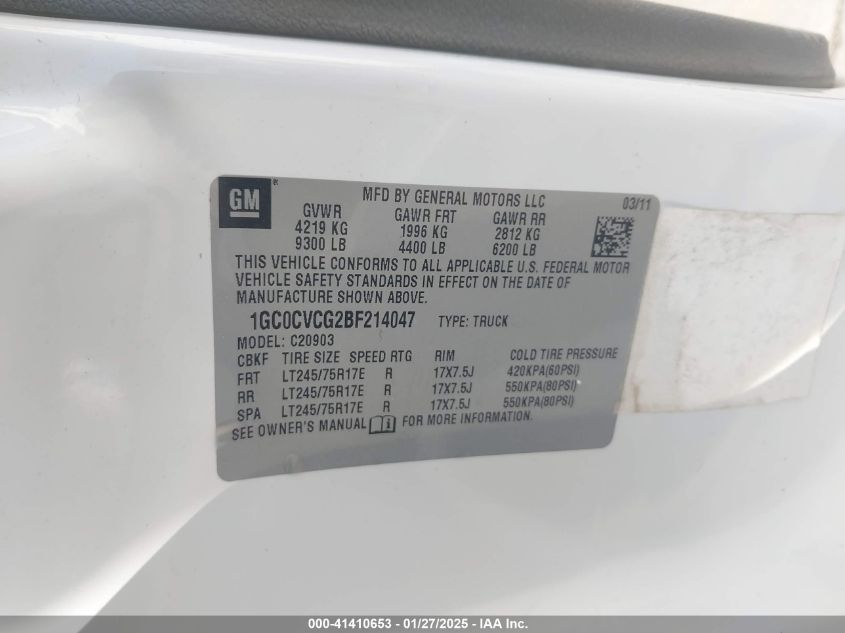 GM
MFD BY GENERAL MOTORS LLC 03/11
GVWR GAWR FRT GAWR RR
4219 KG 1996 KG 2812 KG
9300 LB 4400 LB 6200 LB
THIS VEHICLE CONFORMS TO ALL APPLICABLE U.S. FEDERAL MOTOR
VEHICLE SAFETY STANDARDS IN EFFECT ON THE DATE OF
MANUFACTURE SHOWN ABOVE.
1GC0CVCG2BF214047 TYPE: TRUCK
MODEL: C20903
CBKF TIRE SIZE SPEED RTG RIM COLD TIRE PRESSURE
FRT LT245/75R17E R 17X7.5J 420KPA(60PSI)
RR LT245/75R17E R 17X7.5J 550KPA(80PSI)
SPA LT245/75R17E R 17X7.5J 550KPA(80PSI)
SEE OWNER'S MANUAL i FOR MORE INFORMATION.
000-41410653 - 01/27/2025 - IAA Inc.